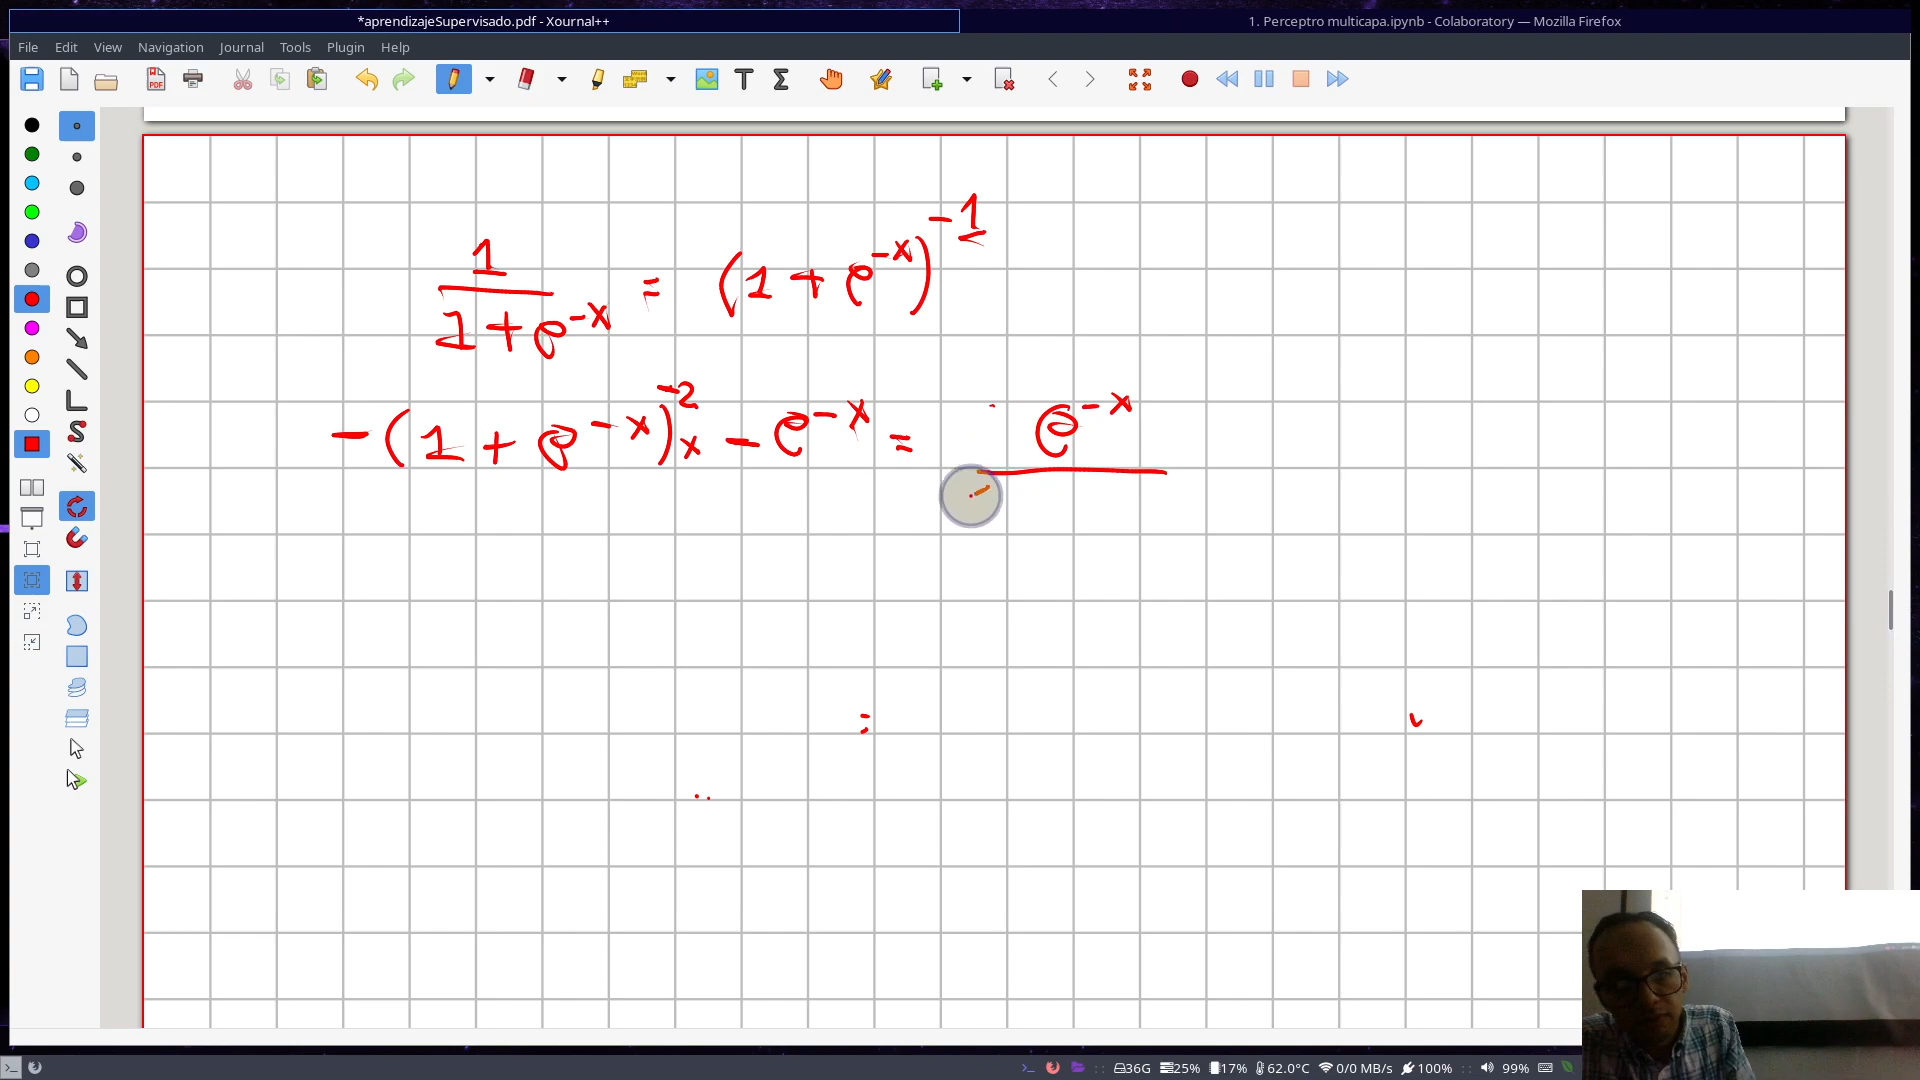 *aprendizajeSupervisado.pdf - Xournal++
1. Perceptro multicapa.ipynb - Colaboratory — Mozilla Firefox
File Edit View Navigation Journal Tools Plugin Help
1/(1+e^-x) = (1+e^-x)^-1
-(1+e^-x)^-2 x -e^-x = e^-x
36G 25% 17% 62.0°C 0/0 MB/s 100% :: 99%